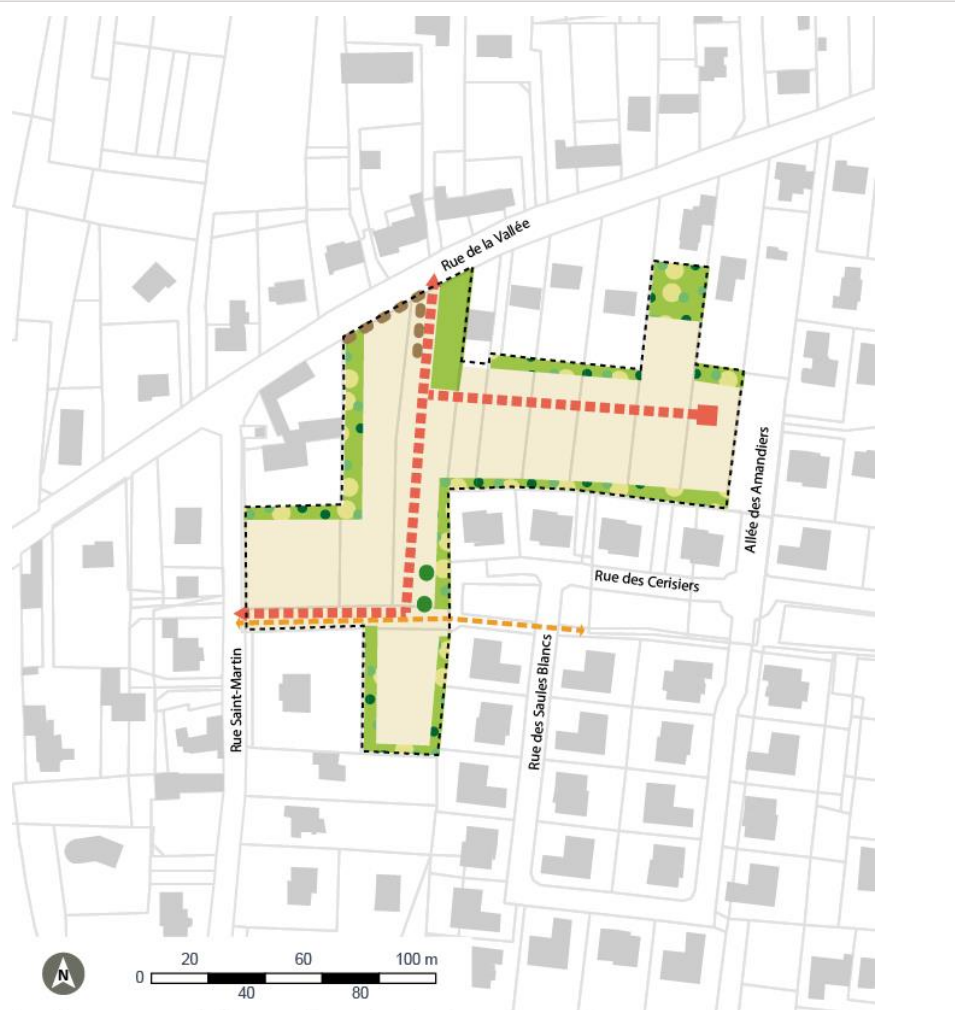 Rue de la Vallée
Allée des Amandiers
Rue des Cerisiers
Rue Saint-Martin
Rue des Saules Blancs
N
20 60 100 m
0
40 80